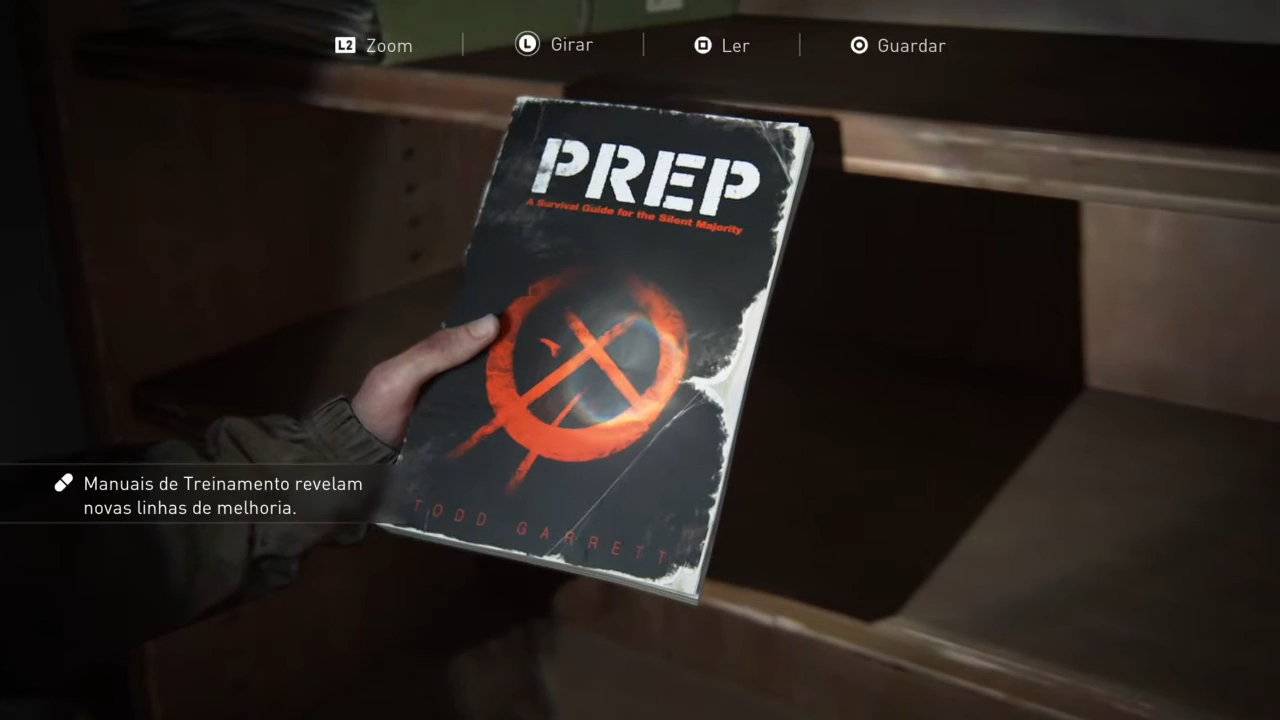 L2 Zoom
L Girar
Ler
Guardar
PREP
A Survival Guide for the Silent Majority
TODD GARRETT
Manuais de Treinamento revelam
novas linhas de melhoria.